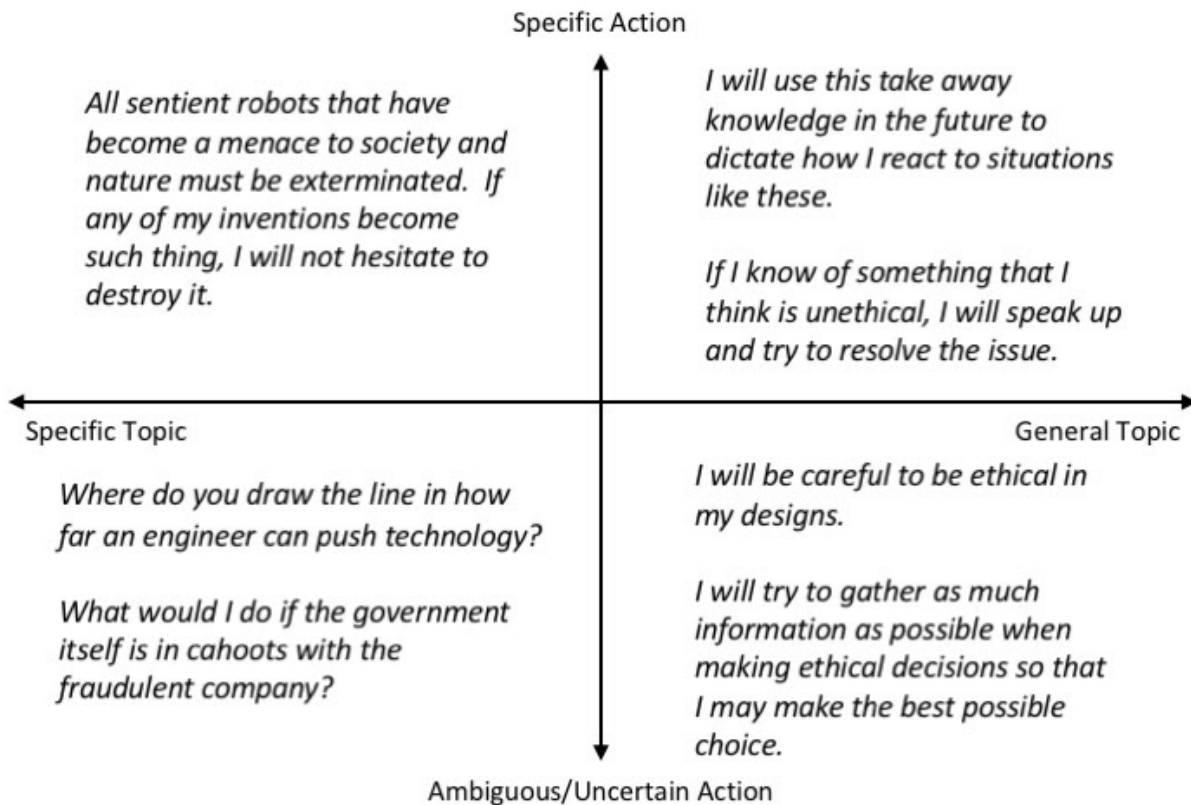 Specific Action
All sentient robots that have
become a menace to society and
nature must be exterminated.  If
any of my inventions become
such thing, I will not hesitate to
destroy it.
I will use this take away
knowledge in the future to
dictate how I react to situations
like these.
If I know of something that I
think is unethical, I will speak up
and try to resolve the issue.
Specific Topic
General Topic
Where do you draw the line in how
far an engineer can push technology?
What would I do if the government
itself is in cahoots with the
fraudulent company?
I will be careful to be ethical in
my designs.
I will try to gather as much
information as possible when
making ethical decisions so that
I may make the best possible
choice.
Ambiguous/Uncertain Action